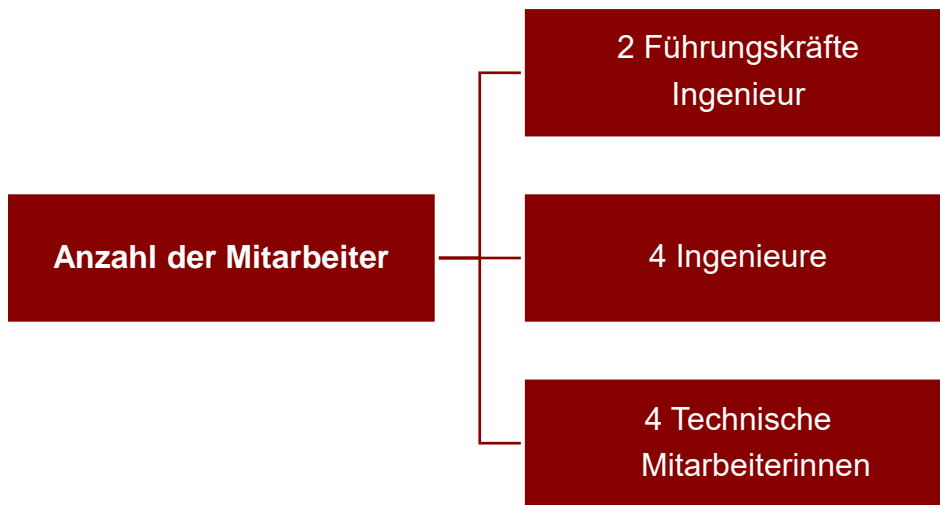 2 Führungskräfte
Ingenieur
Anzahl der Mitarbeiter
4 Ingenieure
4 Technische
Mitarbeiterinnen